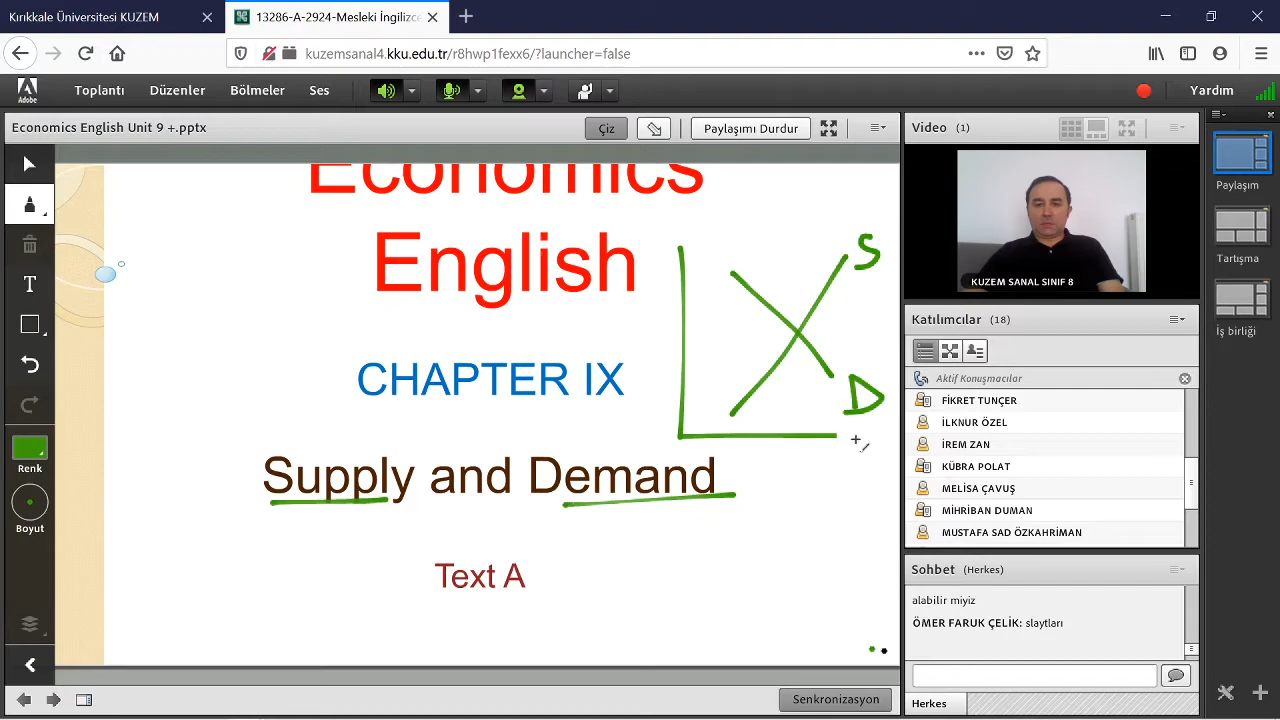 Kırıkkale Üniversitesi KUZEM
13286-A-2924-Mesleki İngilizce
kuzemsanal4.kku.edu.tr/r8hwp1fexx6/?launcher=false
Adobe
Toplantı Düzenler Bölmeler Ses
Yardım
Economics English Unit 9 +.pptx
Çiz
Paylaşımı Durdur
Economics
English
CHAPTER IX
Supply and Demand
Text A
S
D
T
Renk
Boyut
Senkronizasyon
Video (1)
KUZEM SANAL SINIF 8
Katılımcılar (18)
Aktif Konuşmacılar
FİKRET TUNÇER
İLKNUR ÖZEL
İREM ZAN
KÜBRA POLAT
MELİSA ÇAVUŞ
MİHRİBAN DUMAN
MUSTAFA SAD ÖZKAHRİMAN
Sohbet (Herkes)
alabilir miyiz
ÖMER FARUK ÇELİK: slaytları
Herkes
Paylaşım
Tartışma
İş birliği